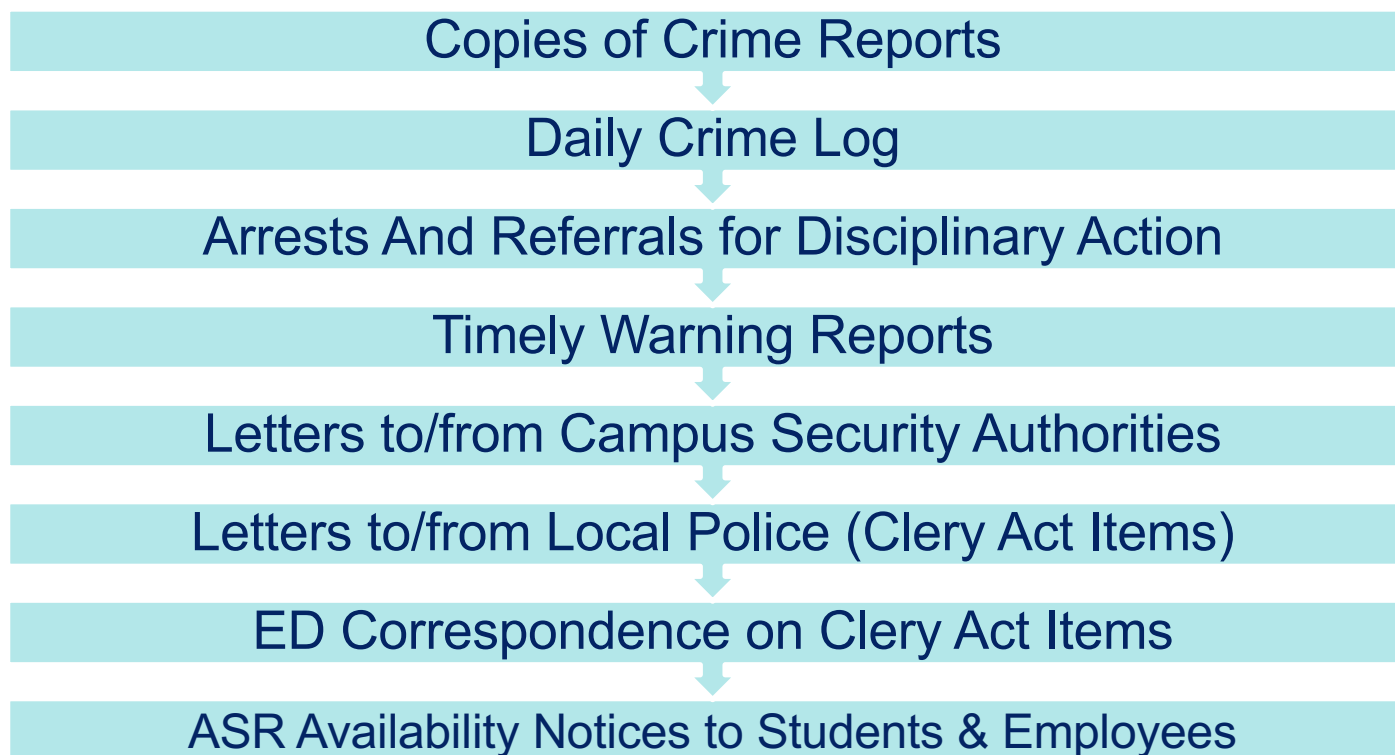 Copies of Crime Reports
Daily Crime Log
Arrests And Referrals for Disciplinary Action
Timely Warning Reports
Letters to/from Campus Security Authorities
Letters to/from Local Police (Clery Act Items)
ED Correspondence on Clery Act Items
ASR Availability Notices to Students & Employees